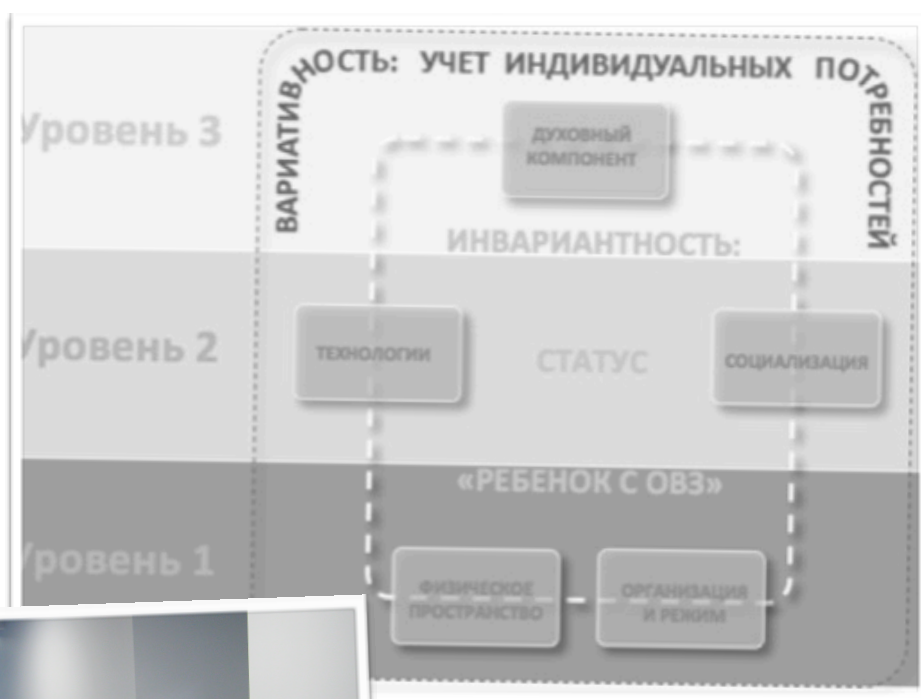 ВАРИАТИВНОСТЬ: УЧЕТ ИНДИВИДУАЛЬНЫХ ПОТРЕБНОСТЕЙ
Уровень 3
ДУХОВНЫЙ
КОМПОНЕНТ
ИНВАРИАНТНОСТЬ:
Уровень 2
ТЕХНОЛОГИИ
СТАТУС
СОЦИАЛИЗАЦИЯ
«РЕБЕНОК С ОВЗ»
Уровень 1
ФИЗИЧЕСКОЕ
ПРОСТРАНСТВО
ОРГАНИЗАЦИЯ
И РЕЖИМ